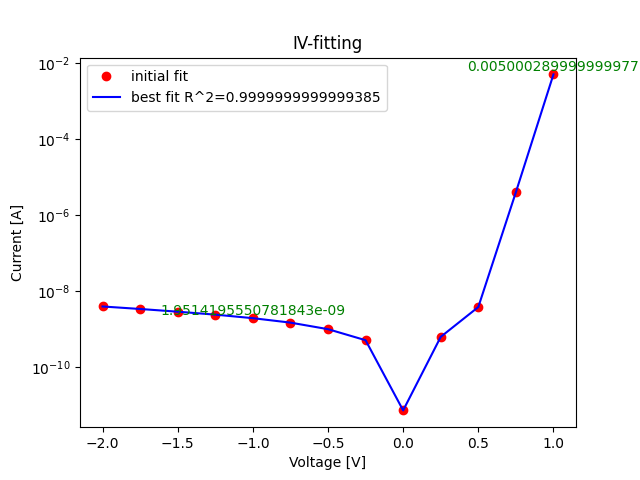 IV-fitting
0.005000289999999977
initial fit
best fit R^2=0.9999999999999385
1.9514195550781843e-09
Current [A]
10⁻²
10⁻⁴
10⁻⁶
10⁻⁸
10⁻¹⁰
−2.0 −1.5 −1.0 −0.5 0.0 0.5 1.0
Voltage [V]